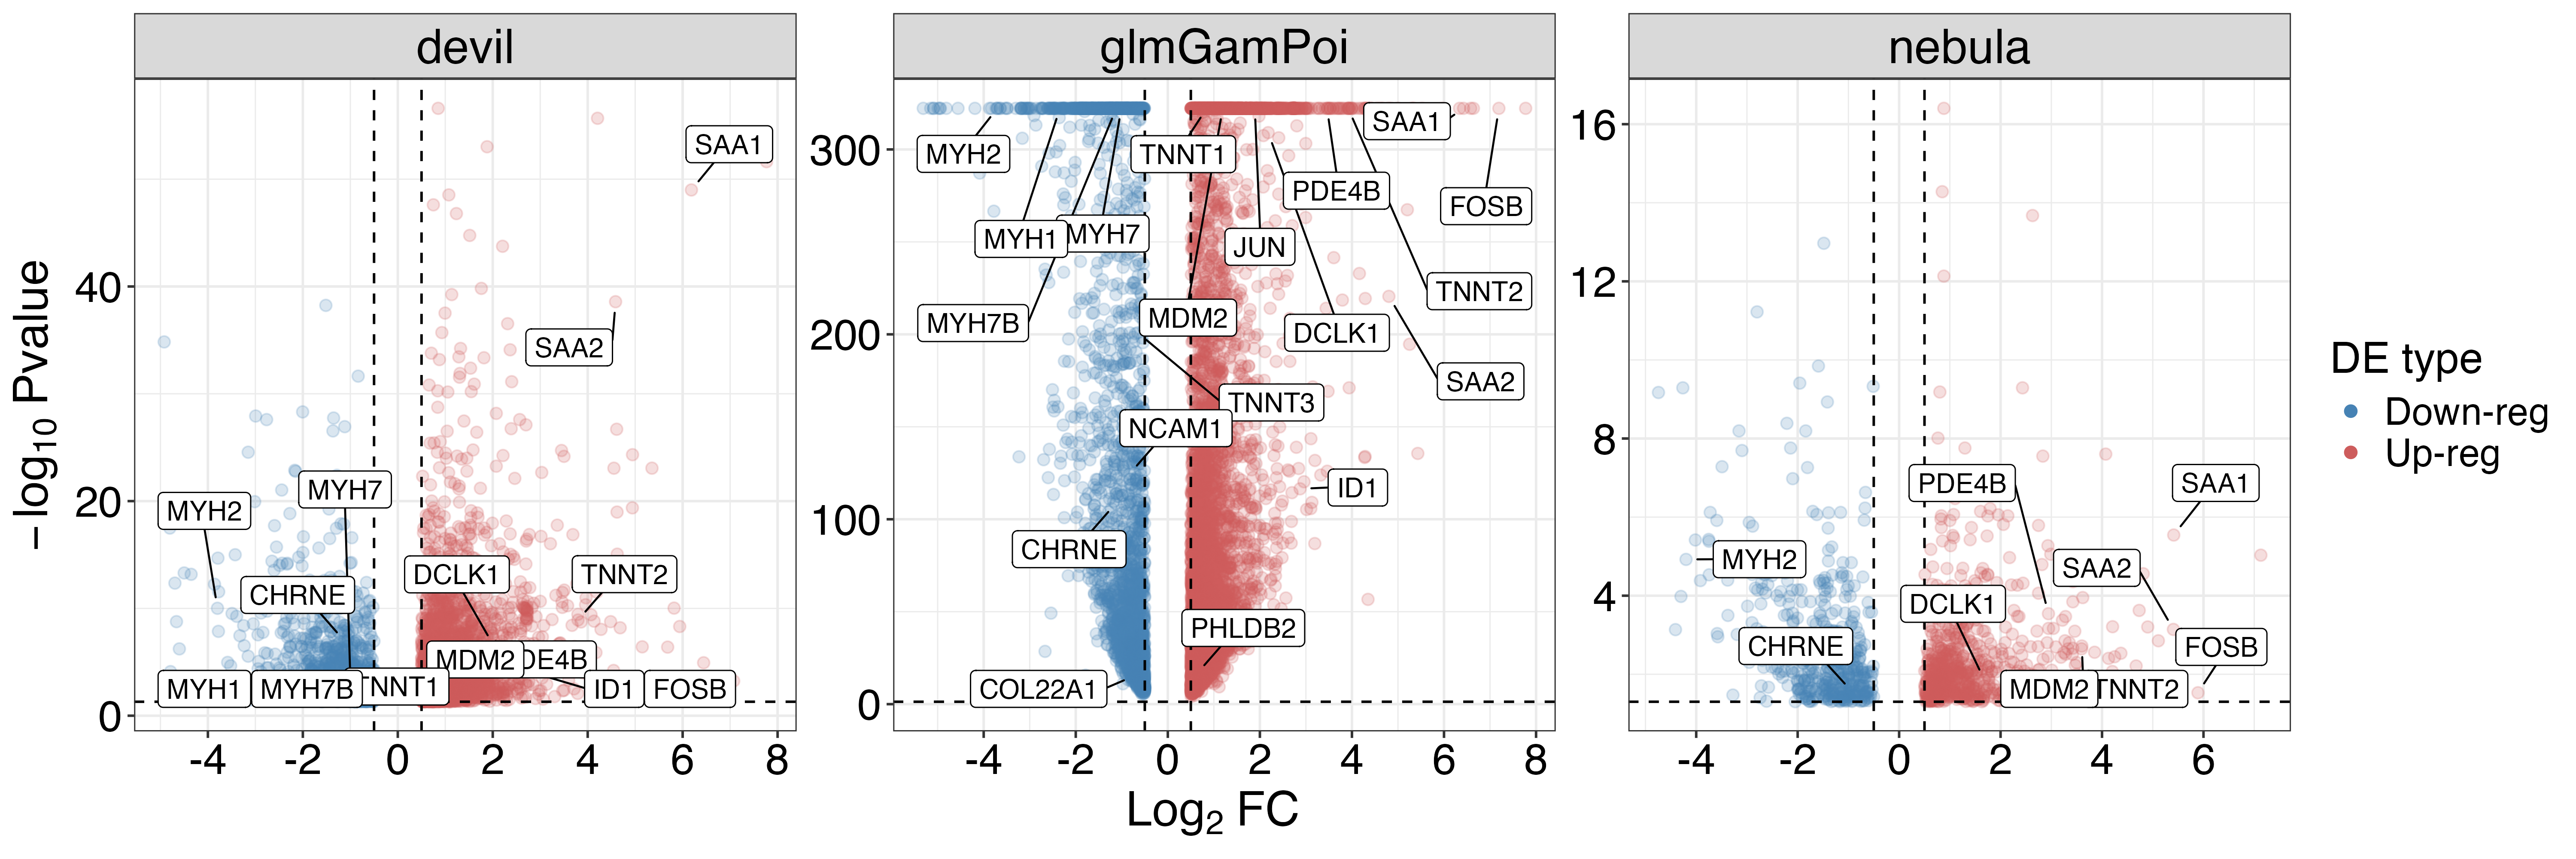 devil
glmGamPoi
nebula
− log10 Pvalue
40
20
0
-4 -2 0 2 4 6 8
SAA1
SAA2
MYH7
MYH2
CHRNE
DCLK1
TNNT2
MDM2
DE4B
MYH1
MYH7B
NNT1
ID1
FOSB
300
200
100
0
-4 -2 0 2 4 6 8
SAA1
MYH2
TNNT1
PDE4B
FOSB
MYH1
MYH7
JUN
TNNT2
MYH7B
MDM2
DCLK1
SAA2
TNNT3
NCAM1
ID1
CHRNE
PHLDB2
COL22A1
16
12
8
4
-4 -2 0 2 4 6
PDE4B
SAA1
MYH2
SAA2
DCLK1
CHRNE
FOSB
MDM2
TNNT2
Log2 FC
DE type
Down-reg
Up-reg